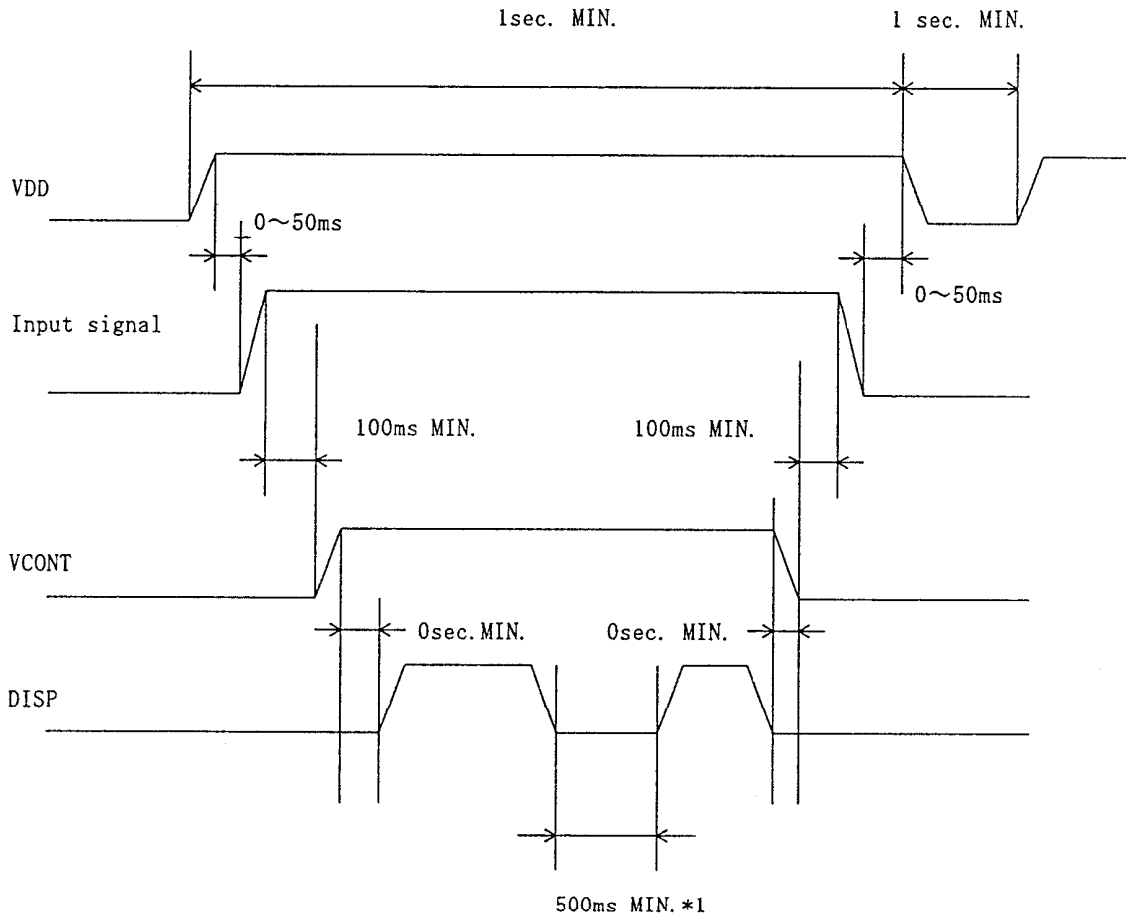 1sec. MIN.
1 sec. MIN.
VDD
0～50ms
0～50ms
Input signal
100ms MIN.
100ms MIN.
VCONT
0sec.MIN.
0sec. MIN.
DISP
500ms MIN.*1